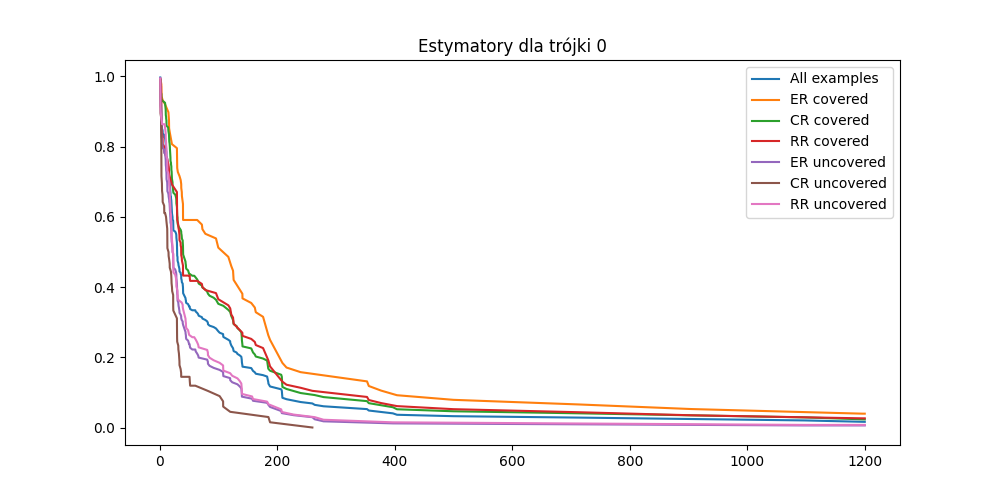 Estymatory dla trójki 0
All examples
ER covered
CR covered
RR covered
ER uncovered
CR uncovered
RR uncovered
1.0
0.8
0.6
0.4
0.2
0.0
0 200 400 600 800 1000 1200